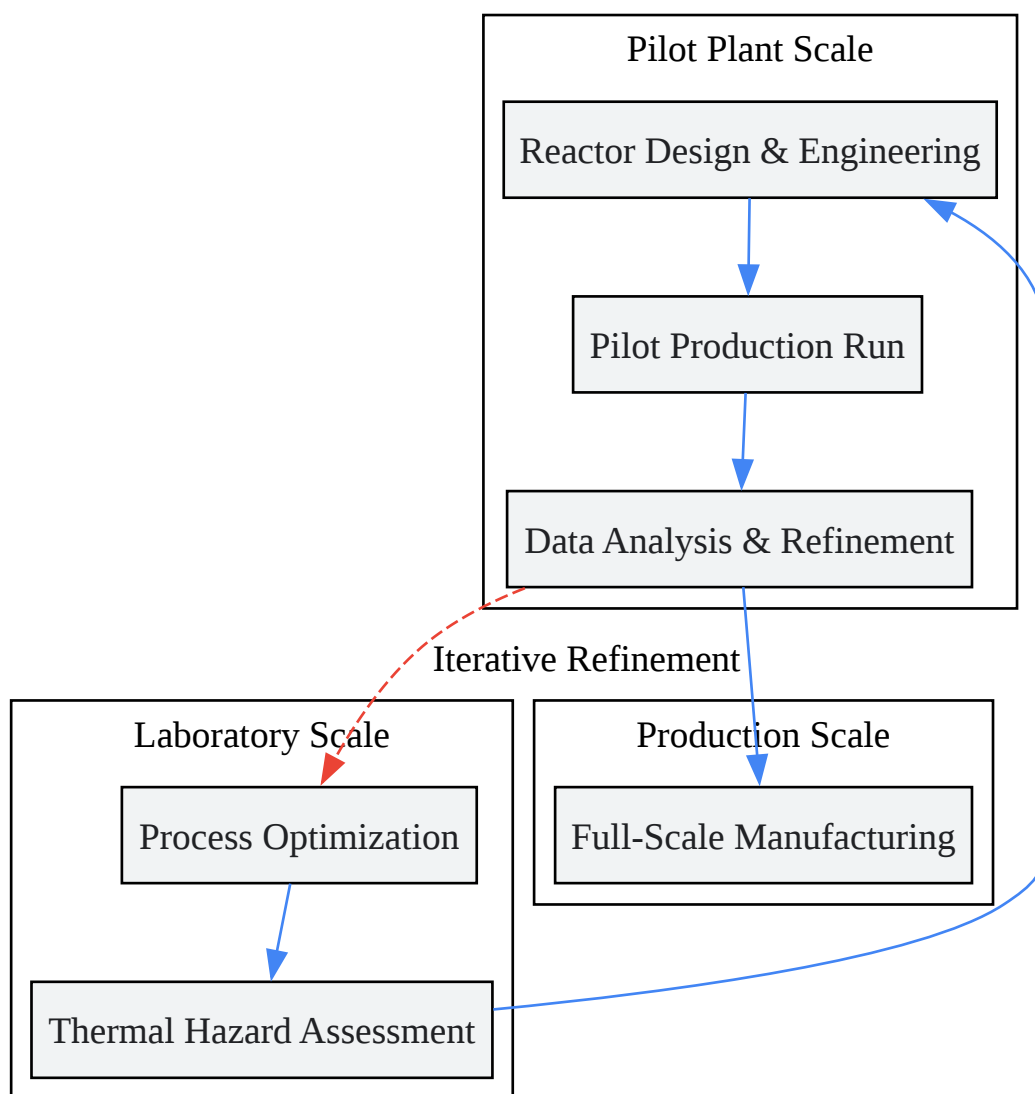 Pilot Plant Scale
Reactor Design & Engineering
Pilot Production Run
Data Analysis & Refinement
Iterative Refinement
Laboratory Scale
Production Scale
Process Optimization
Full-Scale Manufacturing
Thermal Hazard Assessment